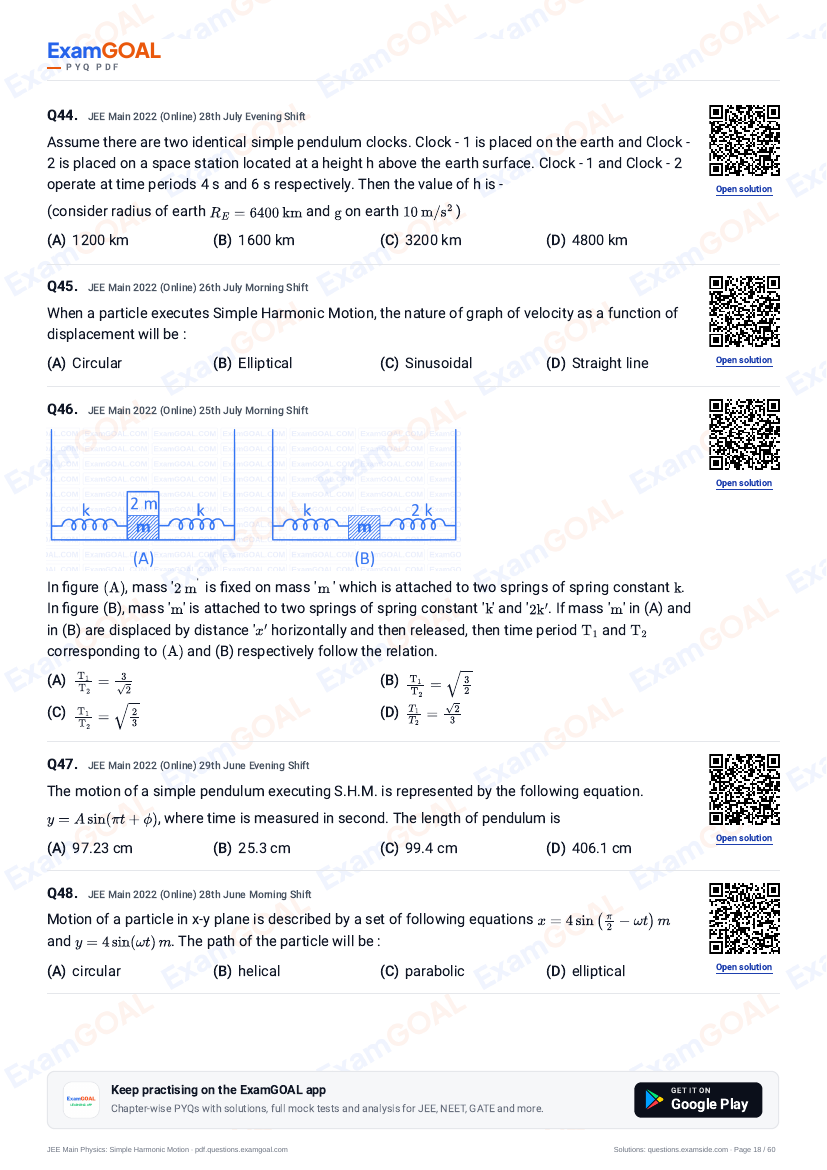 ExamGOAL
PYQ PDF
Q44. JEE Main 2022 (Online) 28th July Evening Shift
Assume there are two identical simple pendulum clocks. Clock - 1 is placed on the earth and Clock -
2 is placed on a space station located at a height h above the earth surface. Clock - 1 and Clock - 2
operate at time periods 4 s and 6 s respectively. Then the value of h is -
(consider radius of earth R_E = 6400 km and g on earth 10 m/s² )
(A) 1200 km (B) 1600 km (C) 3200 km (D) 4800 km
Open solution
Q45. JEE Main 2022 (Online) 26th July Morning Shift
When a particle executes Simple Harmonic Motion, the nature of graph of velocity as a function of
displacement will be :
(A) Circular (B) Elliptical (C) Sinusoidal (D) Straight line
Open solution
Q46. JEE Main 2022 (Online) 25th July Morning Shift
Open solution
k 2 m k k 2 k
m m
(A) (B)
In figure (A), mass '2 m' is fixed on mass 'm' which is attached to two springs of spring constant k.
In figure (B), mass 'm' is attached to two springs of spring constant 'k' and '2k'. If mass 'm' in (A) and
in (B) are displaced by distance 'x' horizontally and then released, then time period T₁ and T₂
corresponding to (A) and (B) respectively follow the relation.
(A) T₁/T₂ = 3/√2 (B) T₁/T₂ = √(3/2)
(C) T₁/T₂ = √(2/3) (D) T₁/T₂ = √2/3
Q47. JEE Main 2022 (Online) 29th June Evening Shift
The motion of a simple pendulum executing S.H.M. is represented by the following equation.
y = A sin(πt + ϕ), where time is measured in second. The length of pendulum is
(A) 97.23 cm (B) 25.3 cm (C) 99.4 cm (D) 406.1 cm
Open solution
Q48. JEE Main 2022 (Online) 28th June Morning Shift
Motion of a particle in x-y plane is described by a set of following equations x = 4 sin (π/2 − ωt) m
and y = 4 sin(ωt) m. The path of the particle will be :
(A) circular (B) helical (C) parabolic (D) elliptical
Open solution
Keep practising on the ExamGOAL app
Chapter-wise PYQs with solutions, full mock tests and analysis for JEE, NEET, GATE and more.
GET IT ON
Google Play
JEE Main Physics: Simple Harmonic Motion · pdf.questions.examgoal.com
Solutions: questions.examside.com · Page 18 / 60